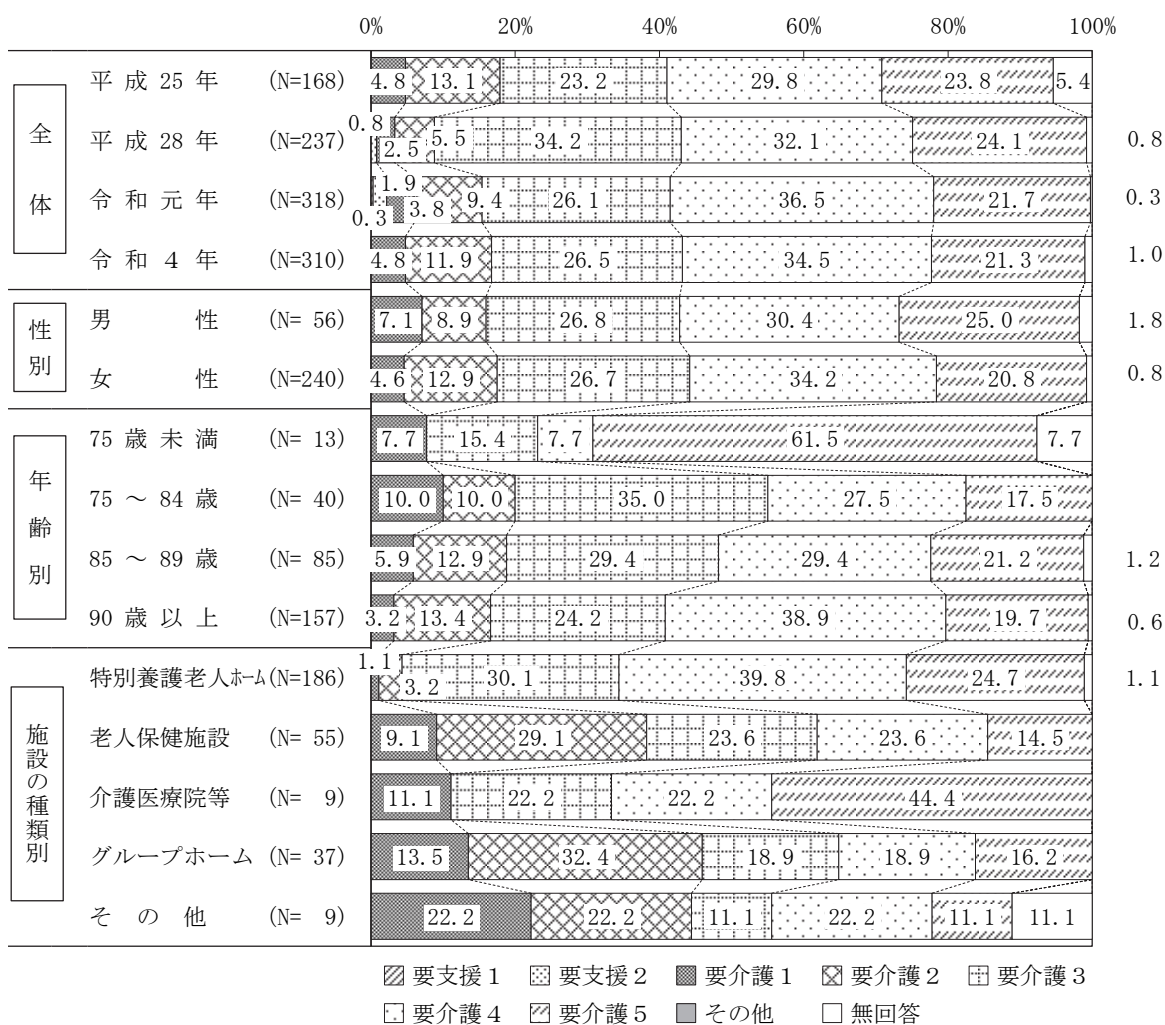 0% 20% 40% 60% 80% 100%
全体
平成25年 (N=168) 4.8 13.1 23.2 29.8 23.8 5.4
平成28年 (N=237) 0.8 2.5 5.5 34.2 32.1 24.1 0.8
令和元年 (N=318) 0.3 1.9 3.8 9.4 26.1 36.5 21.7 0.3
令和4年 (N=310) 4.8 11.9 26.5 34.5 21.3 1.0
性別
男性 (N= 56) 7.1 8.9 26.8 30.4 25.0 1.8
女性 (N=240) 4.6 12.9 26.7 34.2 20.8 0.8
年齢別
75歳未満 (N= 13) 7.7 15.4 7.7 61.5 7.7
75～84歳 (N= 40) 10.0 10.0 35.0 27.5 17.5
85～89歳 (N= 85) 5.9 12.9 29.4 29.4 21.2 1.2
90歳以上 (N=157) 3.2 13.4 24.2 38.9 19.7 0.6
施設の種類別
特別養護老人ホーム (N=186) 1.1 3.2 30.1 39.8 24.7 1.1
老人保健施設 (N= 55) 9.1 29.1 23.6 23.6 14.5
介護医療院等 (N= 9) 11.1 22.2 22.2 44.4
グループホーム (N= 37) 13.5 32.4 18.9 18.9 16.2
その他 (N= 9) 22.2 22.2 11.1 22.2 11.1 11.1
要支援1 要支援2 要介護1 要介護2 要介護3
要介護4 要介護5 その他 無回答